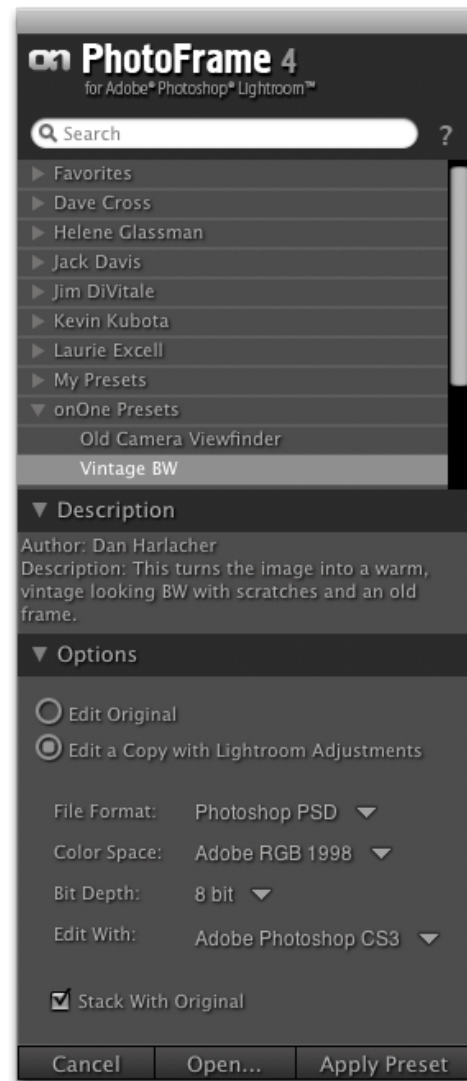 on PhotoFrame 4
for Adobe® Photoshop® Lightroom™
Search ?
Favorites
Dave Cross
Helene Glassman
Jack Davis
Jim DiVitale
Kevin Kubota
Laurie Excell
My Presets
onOne Presets
Old Camera Viewfinder
Vintage BW
Description
Author: Dan Harlacher
Description: This turns the image into a warm,
vintage looking BW with scratches and an old
frame.
Options
Edit Original
Edit a Copy with Lightroom Adjustments
File Format: Photoshop PSD
Color Space: Adobe RGB 1998
Bit Depth: 8 bit
Edit With: Adobe Photoshop CS3
Stack With Original
Cancel Open... Apply Preset